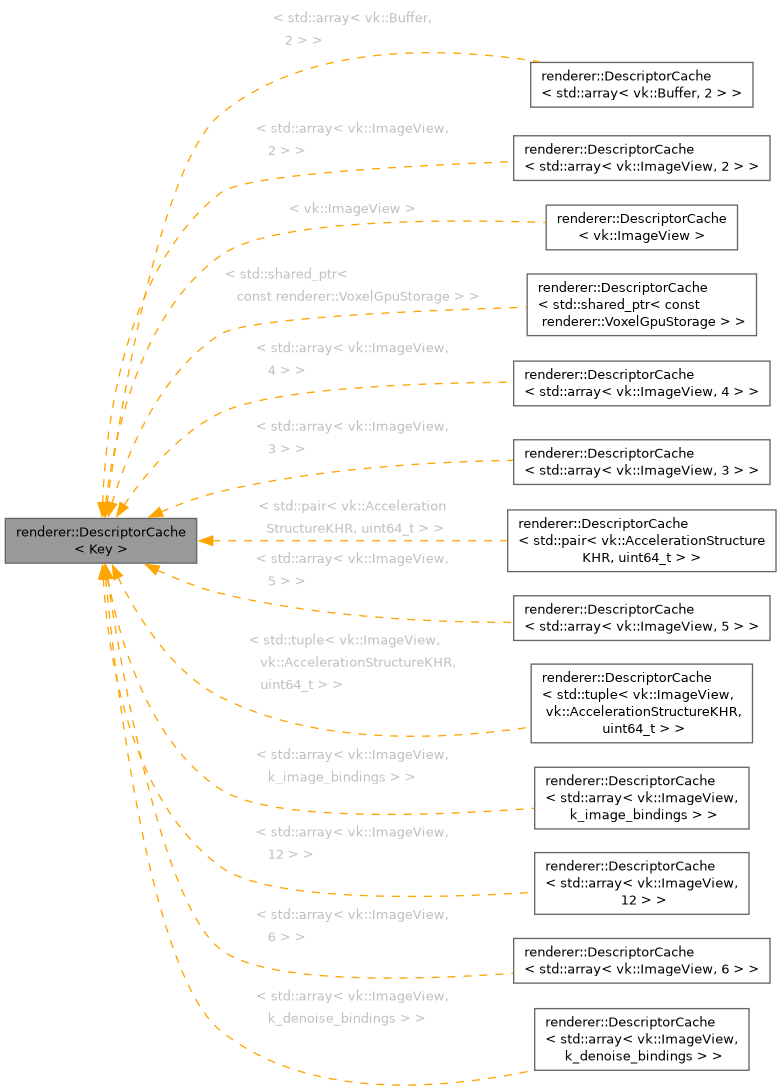 < std::array< vk::Buffer,
2 > >
renderer::DescriptorCache
< std::array< vk::Buffer, 2 > >
< std::array< vk::ImageView,
2 > >
renderer::DescriptorCache
< std::array< vk::ImageView, 2 > >
< vk::ImageView >
renderer::DescriptorCache
< vk::ImageView >
< std::shared_ptr<
const renderer::VoxelGpuStorage > >
renderer::DescriptorCache
< std::shared_ptr< const
renderer::VoxelGpuStorage > >
< std::array< vk::ImageView,
4 > >
renderer::DescriptorCache
< std::array< vk::ImageView, 4 > >
< std::array< vk::ImageView,
3 > >
renderer::DescriptorCache
< std::array< vk::ImageView, 3 > >
renderer::DescriptorCache
< Key >
< std::pair< vk::Acceleration
StructureKHR, uint64_t > >
renderer::DescriptorCache
< std::pair< vk::AccelerationStructure
KHR, uint64_t > >
< std::array< vk::ImageView,
5 > >
renderer::DescriptorCache
< std::array< vk::ImageView, 5 > >
< std::tuple< vk::ImageView,
vk::AccelerationStructureKHR,
uint64_t > >
renderer::DescriptorCache
< std::tuple< vk::ImageView,
vk::AccelerationStructureKHR,
uint64_t > >
< std::array< vk::ImageView,
k_image_bindings > >
renderer::DescriptorCache
< std::array< vk::ImageView,
k_image_bindings > >
< std::array< vk::ImageView,
12 > >
renderer::DescriptorCache
< std::array< vk::ImageView,
12 > >
< std::array< vk::ImageView,
6 > >
renderer::DescriptorCache
< std::array< vk::ImageView, 6 > >
< std::array< vk::ImageView,
k_denoise_bindings > >
renderer::DescriptorCache
< std::array< vk::ImageView,
k_denoise_bindings > >